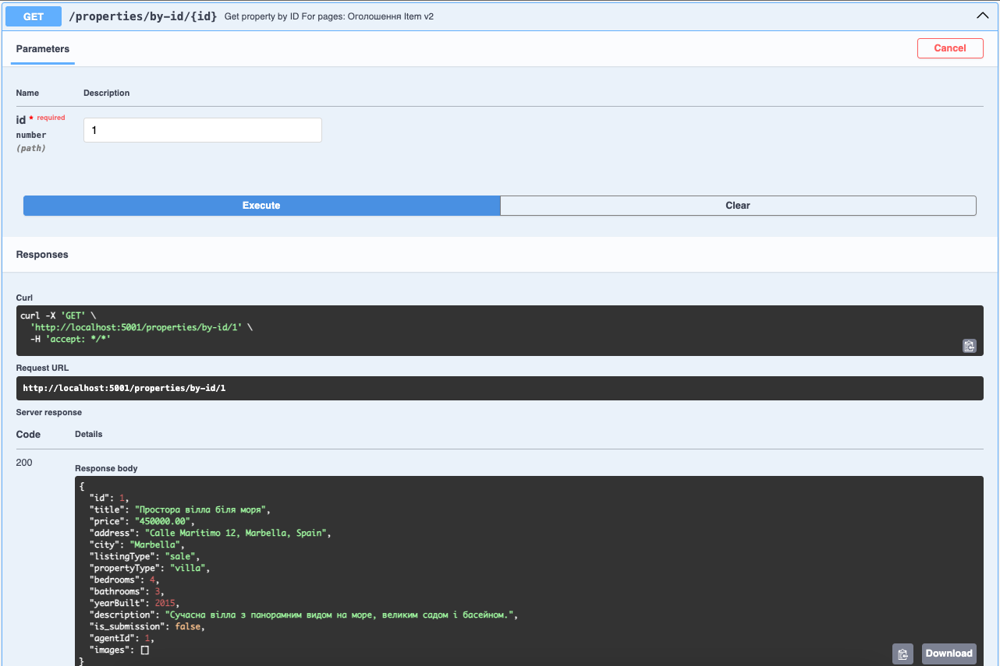 GET /properties/by-id/{id} Get property by ID For pages: Оголошення Item v2
Parameters Cancel
Name Description
id * required
number
(path)
1
Execute Clear
Responses
Curl
curl -X 'GET' \
'http://localhost:5001/properties/by-id/1' \
-H 'accept: */*'
Request URL
http://localhost:5001/properties/by-id/1
Server response
Code Details
200
Response body
{
"id": 1,
"title": "Простора вілла біля моря",
"price": "450000.00",
"address": "Calle Marítimo 12, Marbella, Spain",
"city": "Marbella",
"listingType": "sale",
"propertyType": "villa",
"bedrooms": 4,
"bathrooms": 3,
"yearBuilt": 2015,
"description": "Сучасна вілла з панорамним видом на море, великим садом і басейном.",
"is_submission": false,
"agentId": 1,
"images": []
}
Download